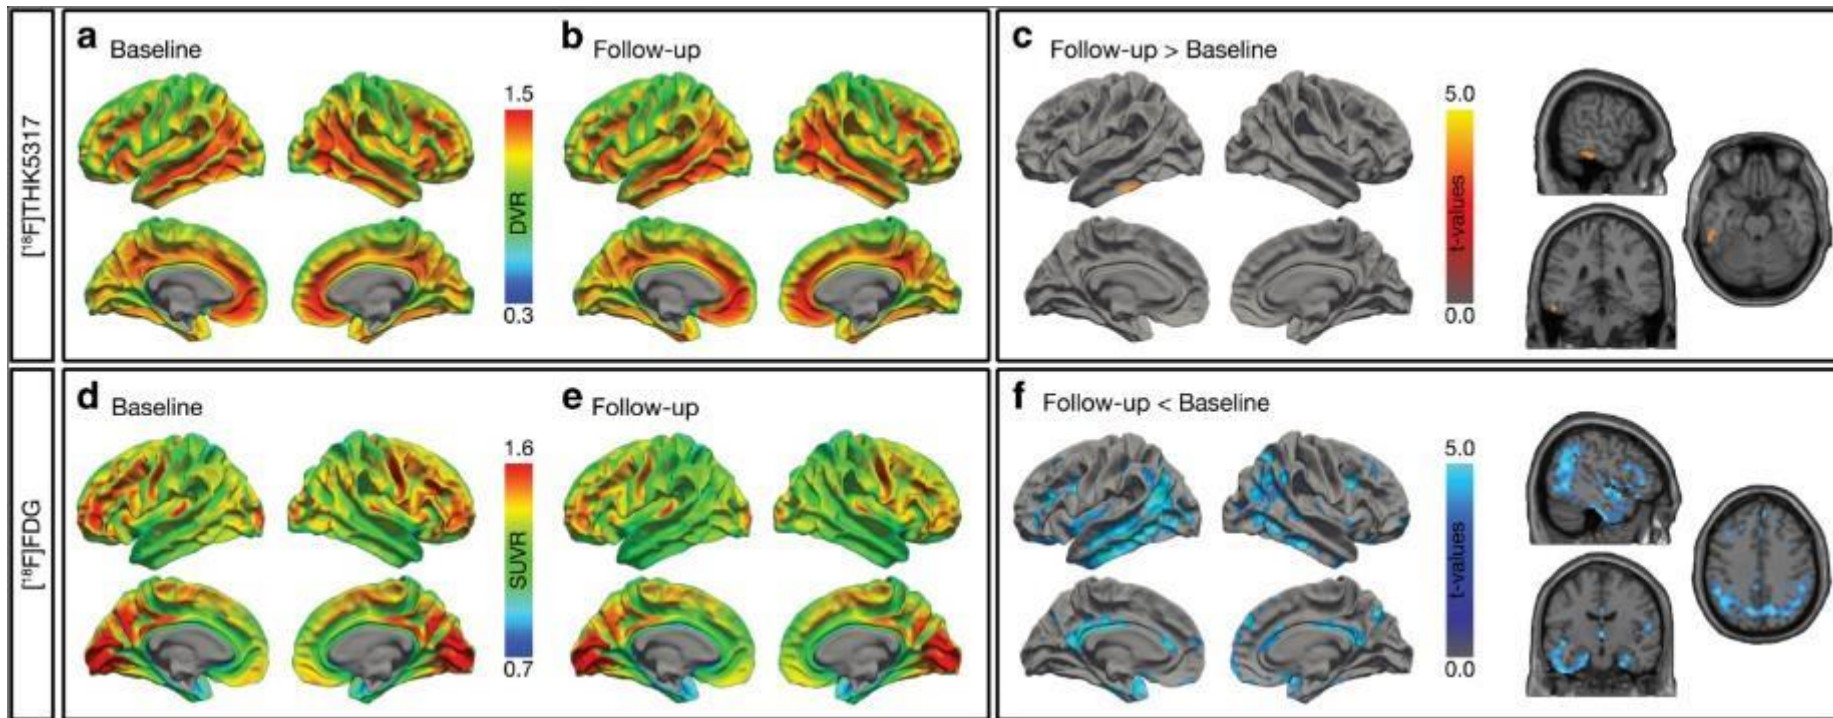 [¹⁸F]THK5317
a Baseline
1.5
DVR
0.3
b Follow-up
c Follow-up > Baseline
5.0
t-values
0.0
[¹⁸F]FDG
d Baseline
1.6
SUVR
0.7
e Follow-up
f Follow-up < Baseline
5.0
t-values
0.0